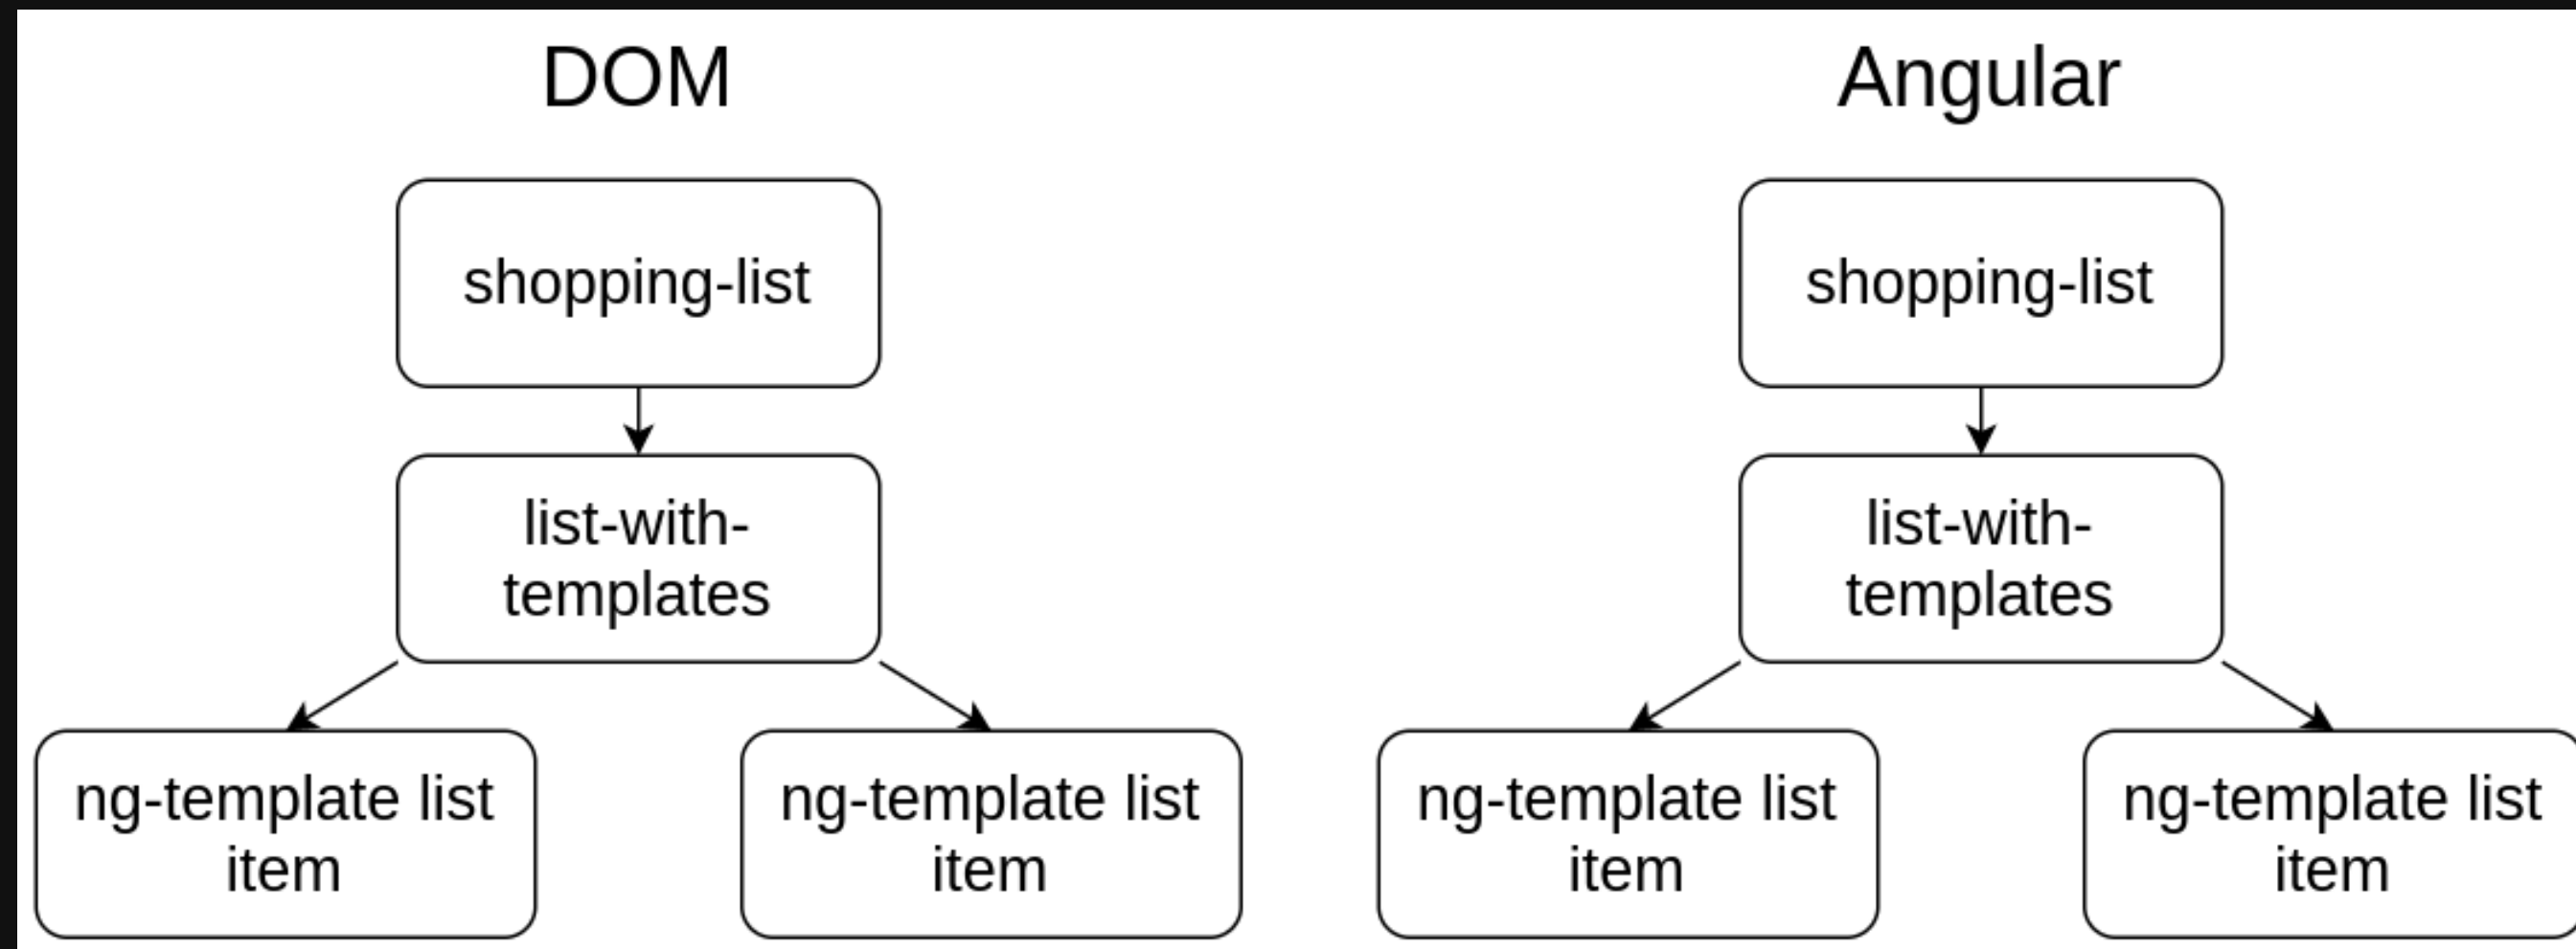 DOM
shopping-list
list-with-
templates
ng-template list
item
ng-template list
item
Angular
shopping-list
list-with-
templates
ng-template list
item
ng-template list
item